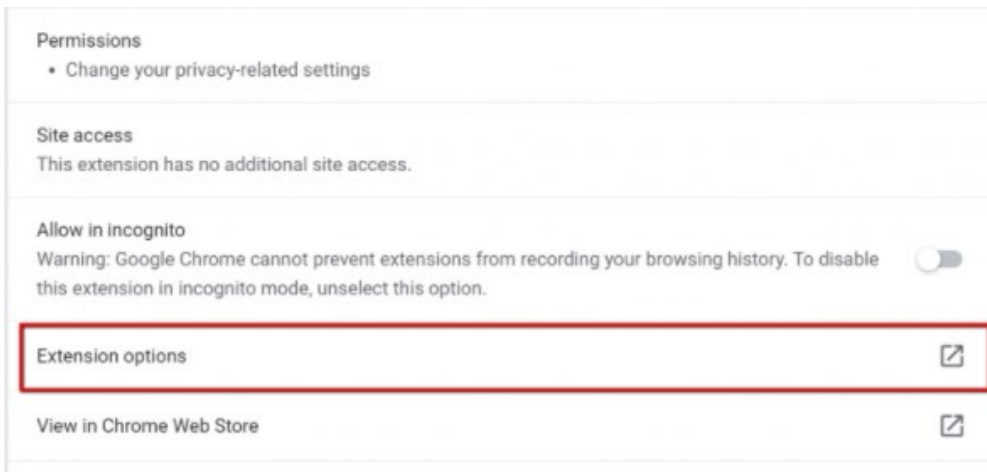 Permissions
• Change your privacy-related settings
Site access
This extension has no additional site access.
Allow in incognito
Warning: Google Chrome cannot prevent extensions from recording your browsing history. To disable
this extension in incognito mode, unselect this option.
Extension options
View in Chrome Web Store